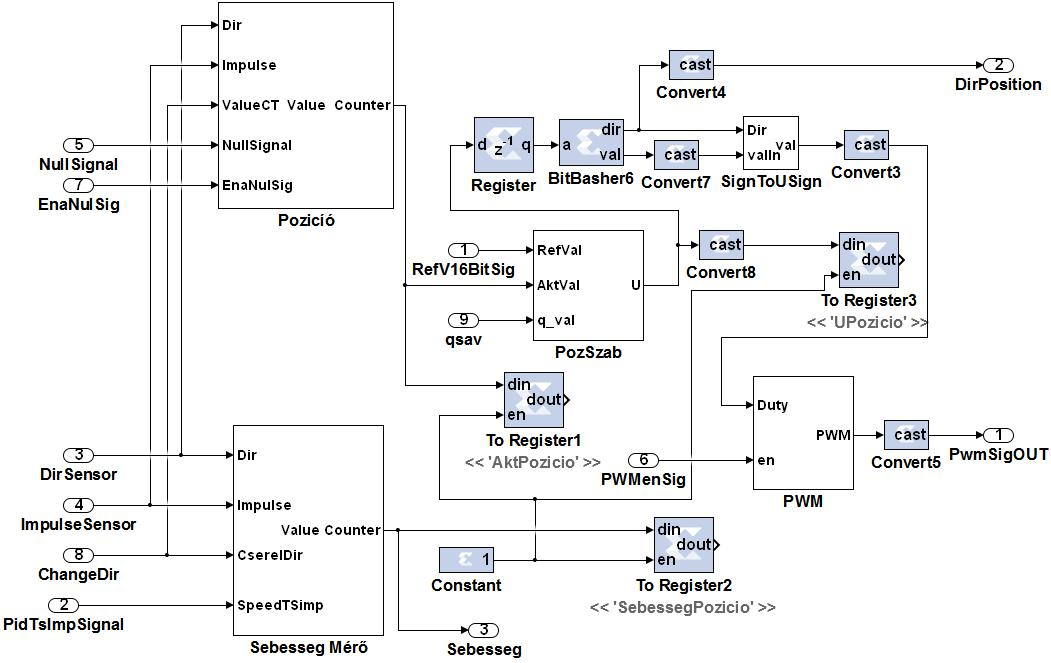 Dir
Impulse
ValueCT Value Counter
NullSignal
EnaNulSig
Pozíció
5
NullSignal
7
EnaNulSig
cast
Convert4
2
DirPosition
d z-1 q
Register
a dir val
BitBasher6
cast
Convert7
Dir
valIn
val
SignToUSign
cast
Convert3
1
RefV16BitSig
9
qsav
RefVal
AktVal
q_val
U
PozSzab
cast
Convert8
din
dout
en
To Register3
<< 'UPozicio' >>
din
dout
en
To Register1
<< 'AktPozicio' >>
6
PWMenSig
Duty
PWM
en
PWM
cast
Convert5
1
PwmSigOUT
3
DirSensor
4
ImpulseSensor
8
ChangeDir
2
PidTsImpSignal
Dir
Impulse
Value Counter
CserelDir
SpeedTSimp
Sebesseg Mérő
1
Constant
din
dout
en
To Register2
<< 'SebessegPozicio' >>
3
Sebesseg